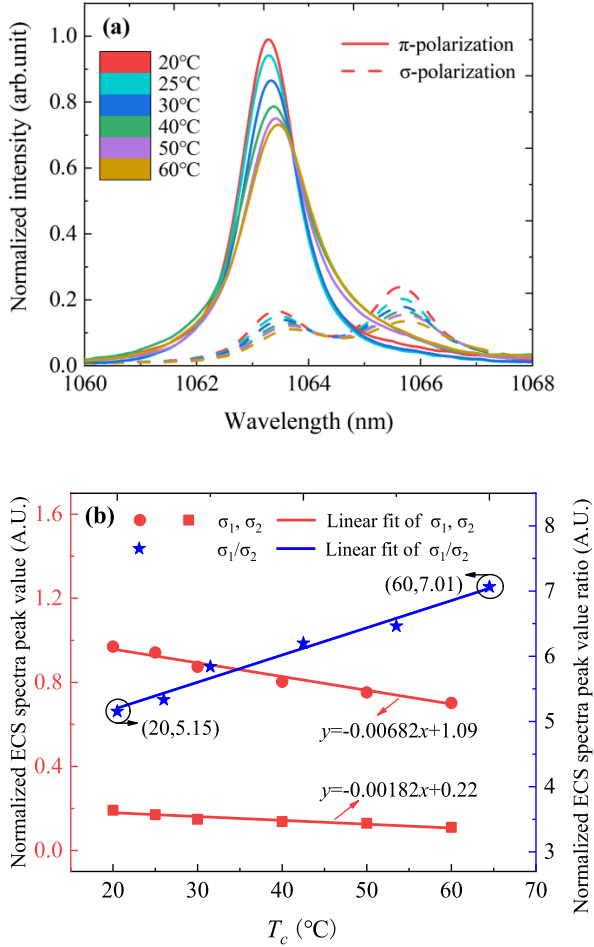 (a)
1.0
0.8
0.6
0.4
0.2
0.0
Normalized intensity (arb.unit)
20℃
25℃
30℃
40℃
50℃
60℃
π-polarization
σ-polarization
1060
1062
1064
1066
1068
Wavelength (nm)
(b)
1.6
1.2
0.8
0.4
0.0
Normalized ECS spectra peak value (A.U.)
σ₁, σ₂
Linear fit of σ₁, σ₂
σ₁/σ₂
Linear fit of σ₁/σ₂
(60,7.01)
(20,5.15)
y=-0.00682x+1.09
y=-0.00182x+0.22
8
7
6
5
4
3
Normalized ECS spectra peak value ratio (A.U.)
20
30
40
50
60
70
T_c (℃)